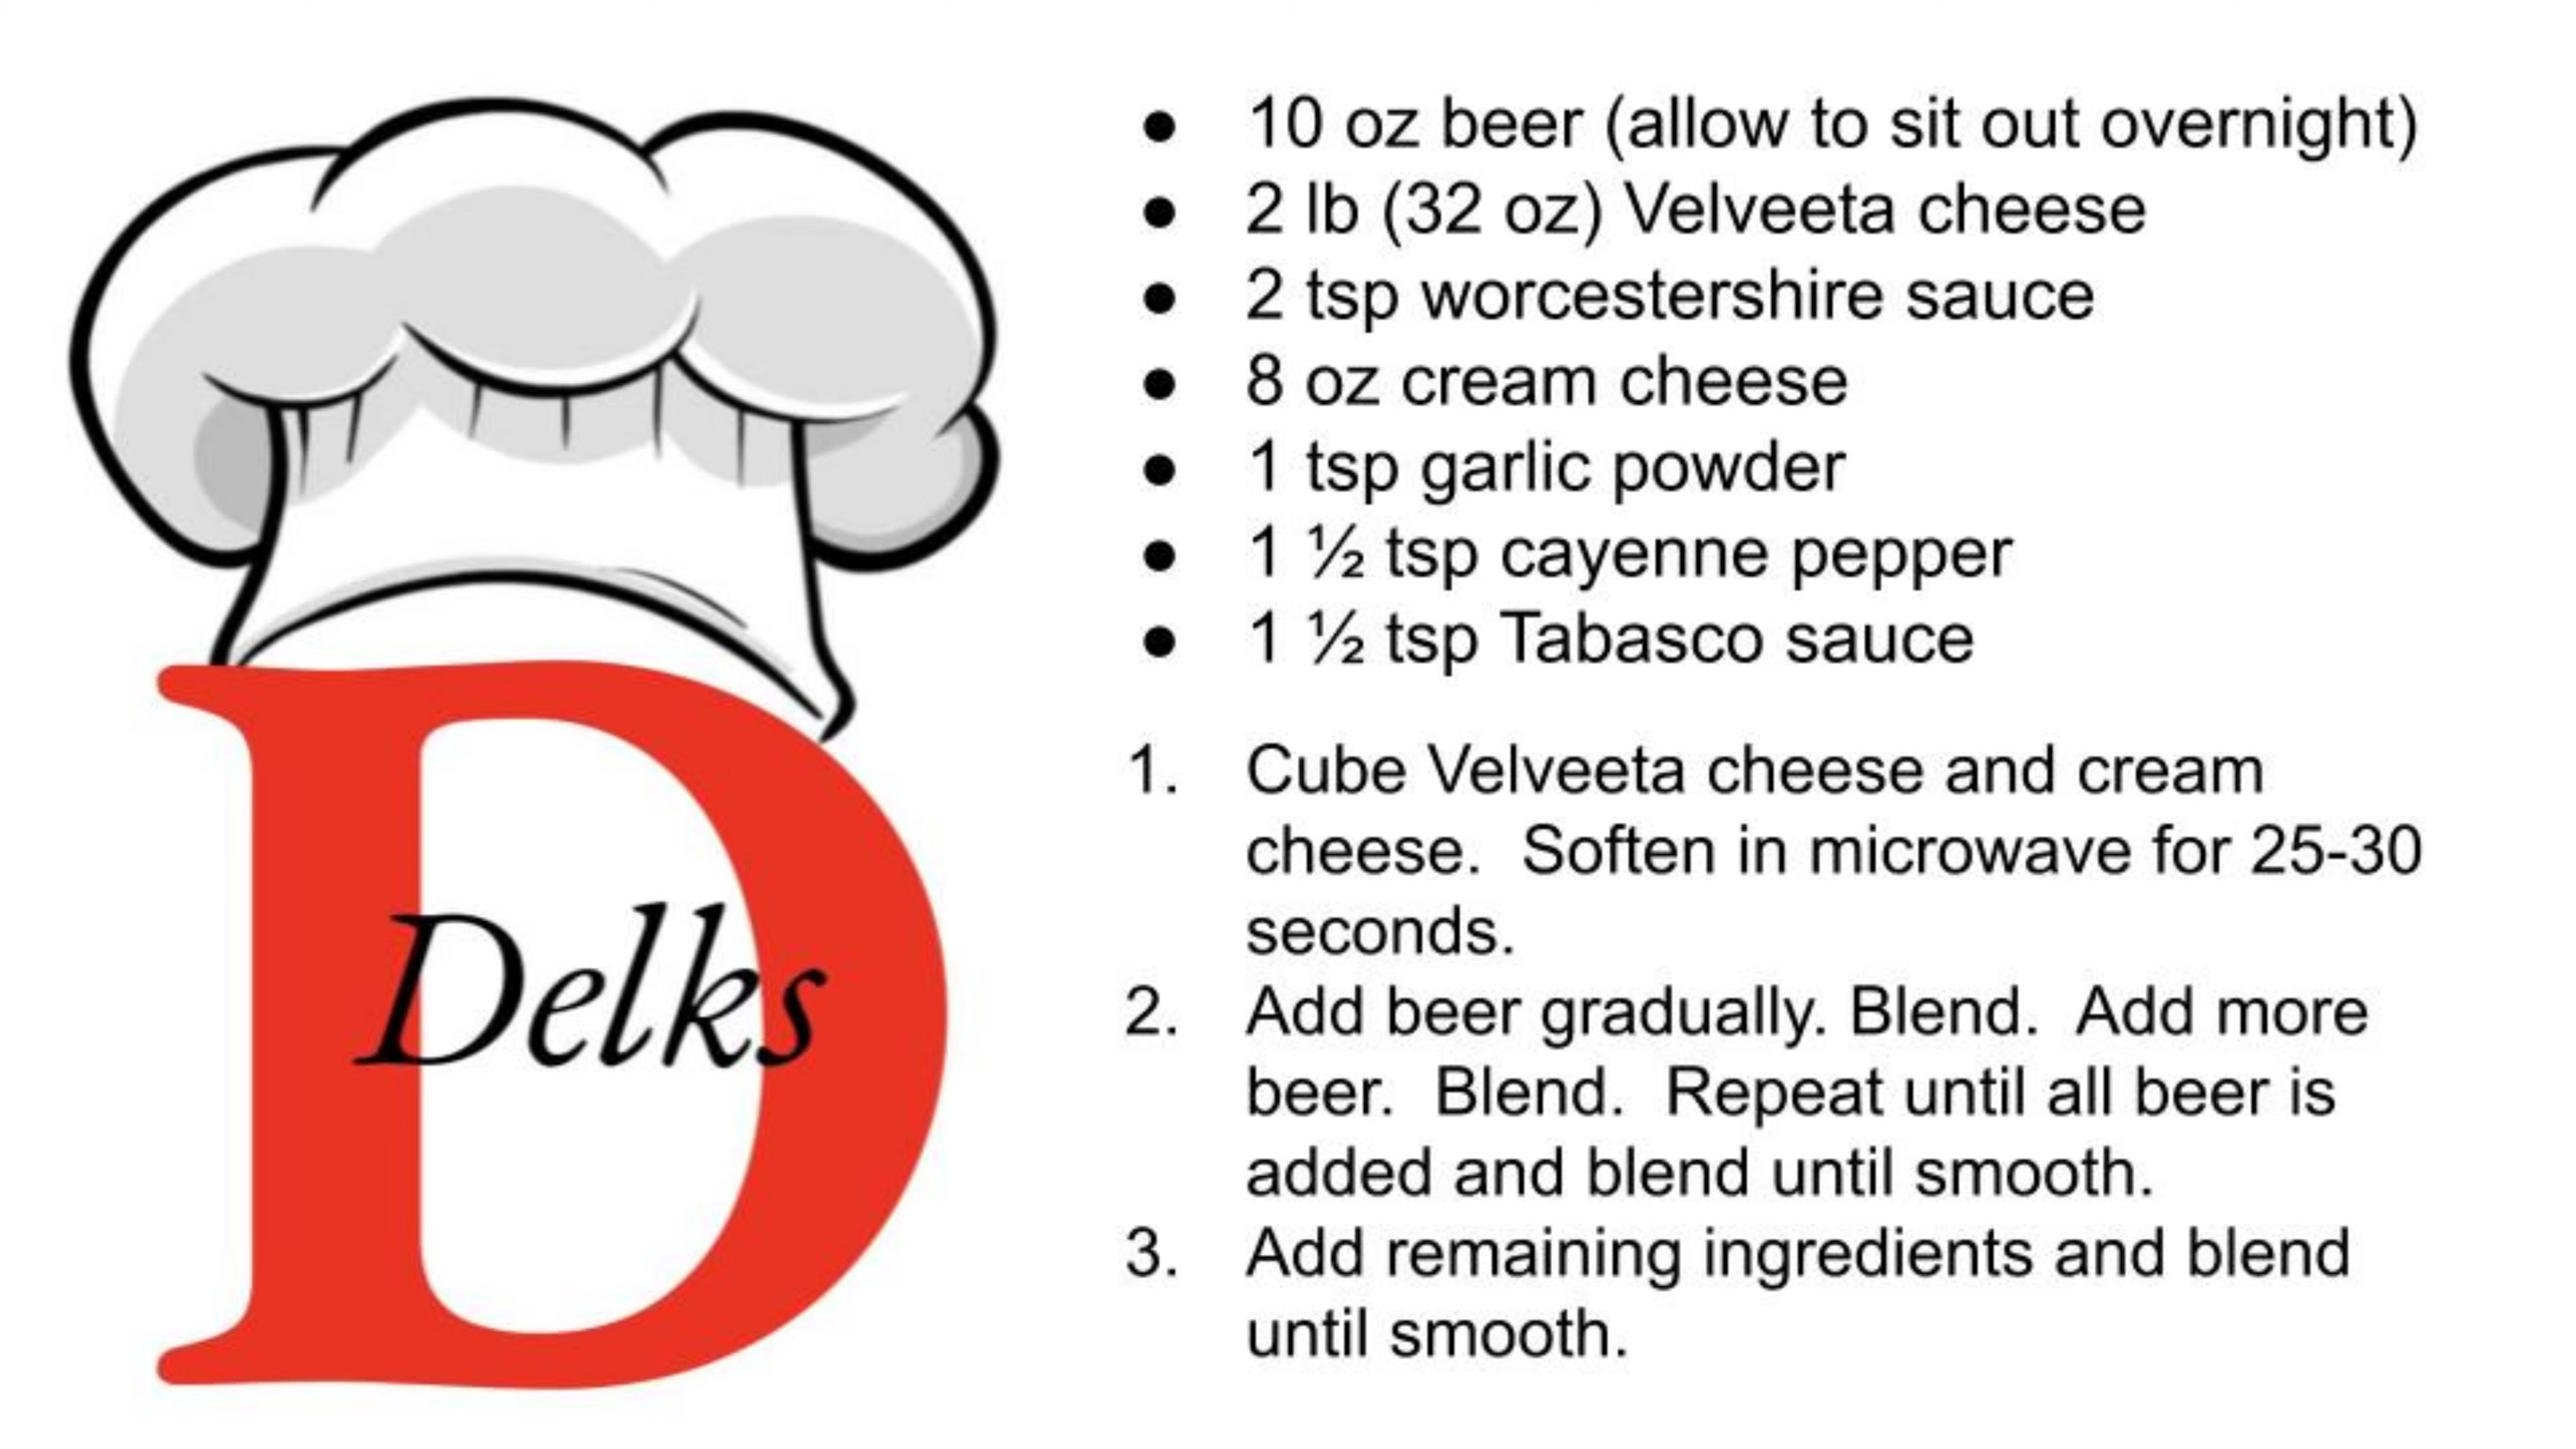 Delks
● 10 oz beer (allow to sit out overnight)
● 2 lb (32 oz) Velveeta cheese
● 2 tsp worcestershire sauce
● 8 oz cream cheese
● 1 tsp garlic powder
● 1 ½ tsp cayenne pepper
● 1 ½ tsp Tabasco sauce
1. Cube Velveeta cheese and cream
cheese.  Soften in microwave for 25-30
seconds.
2. Add beer gradually. Blend.  Add more
beer.  Blend.  Repeat until all beer is
added and blend until smooth.
3. Add remaining ingredients and blend
until smooth.